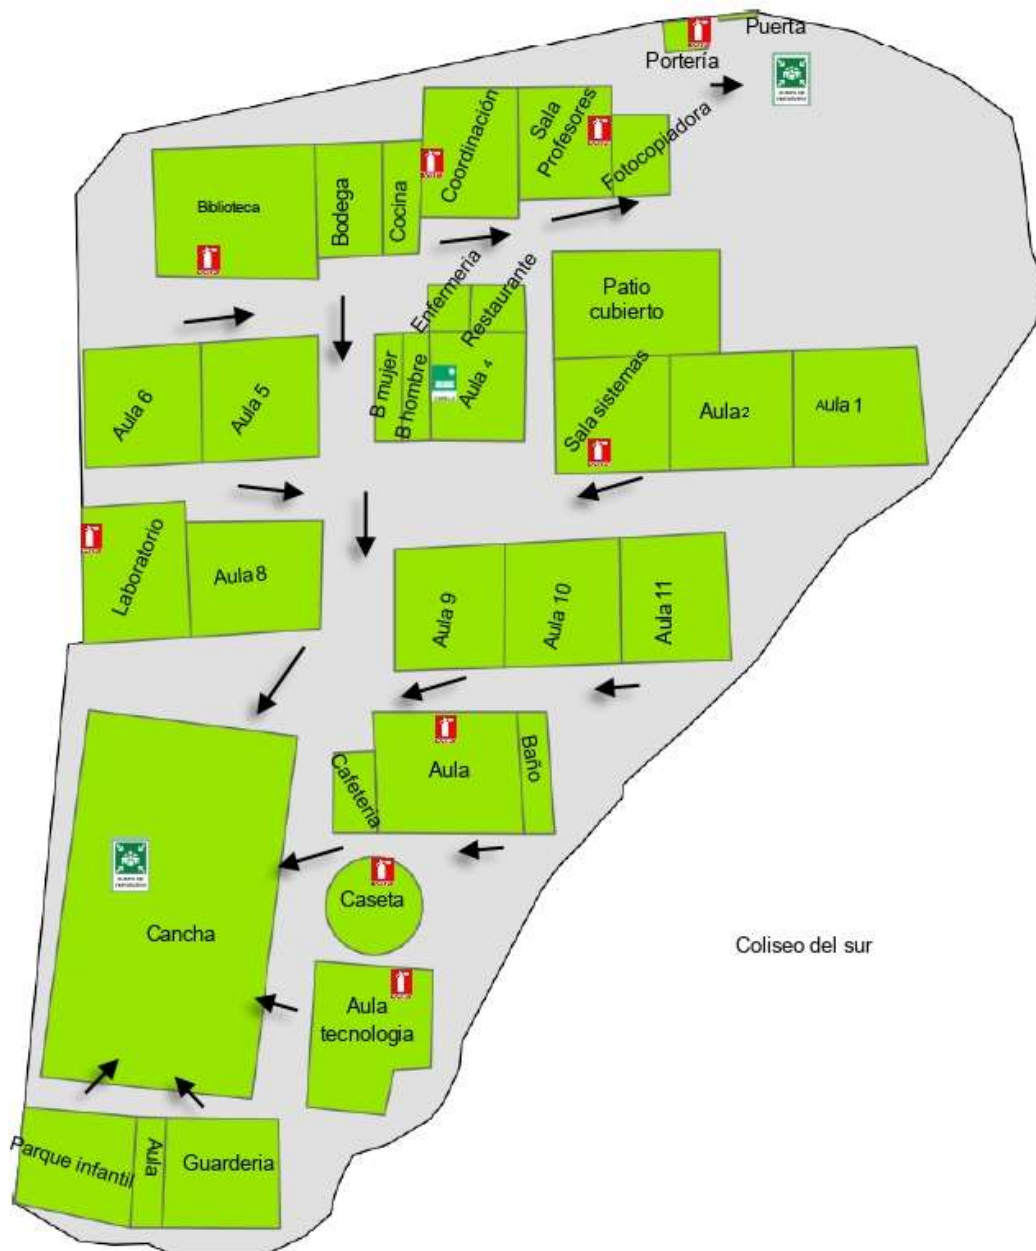 Puerta
Portería
Coordinación
Sala
Profesores
Fotocopiadora
Biblioteca
Bodega
Cocina
Enfermería
Restaurante
Patio
cubierto
B mujer
B hombre
Aula 4
Aula 6
Aula 5
Sala sistemas
Aula2
Aula 1
Laboratorio
Aula 8
Aula 9
Aula 10
Aula 11
Cafeteria
Aula
Baño
Caseta
Cancha
Coliseo del sur
Aula
tecnologia
Parque infantil
Aula
Guarderia